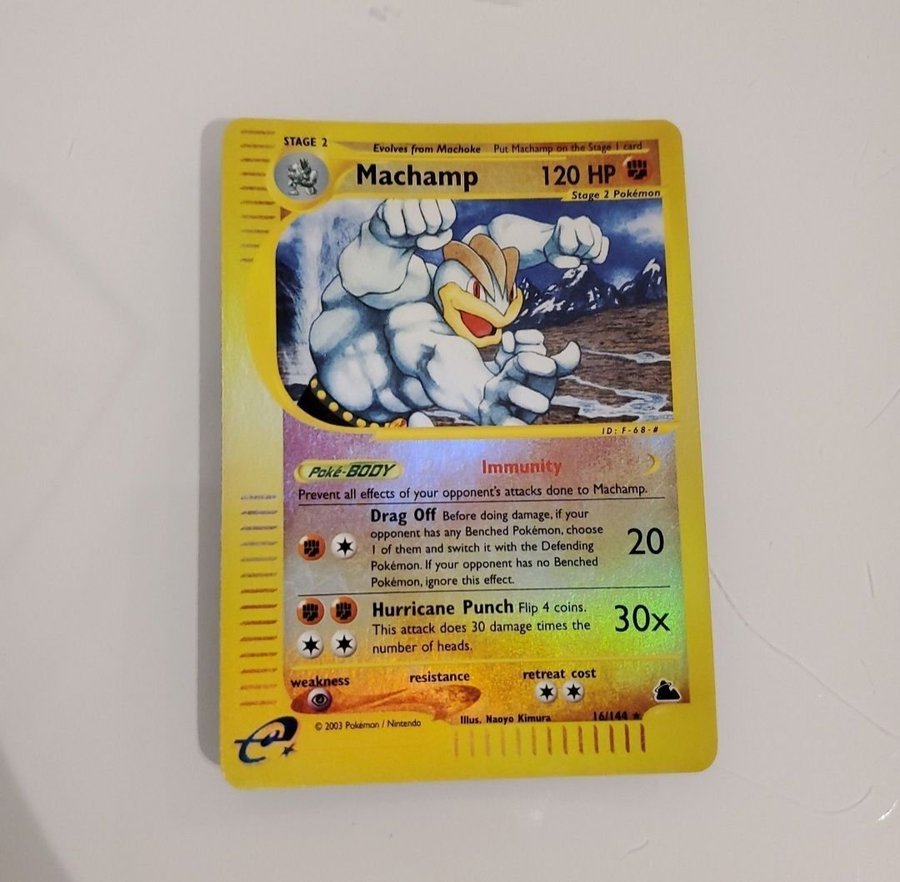 STAGE 2
Evolves from Machoke Put Machamp on the Stage 1 card
Machamp 120 HP
Stage 2 Pokémon
ID: F-68-#
Poké-BODY Immunity
Prevent all effects of your opponent's attacks done to Machamp.
Drag Off Before doing damage, if your
opponent has any Benched Pokémon, choose
1 of them and switch it with the Defending
Pokémon. If your opponent has no Benched
Pokémon, ignore this effect.
20
Hurricane Punch Flip 4 coins.
This attack does 30 damage times the
number of heads.
30x
weakness resistance retreat cost
© 2003 Pokémon / Nintendo Illus. Naoyo Kimura 16/144 ★
e